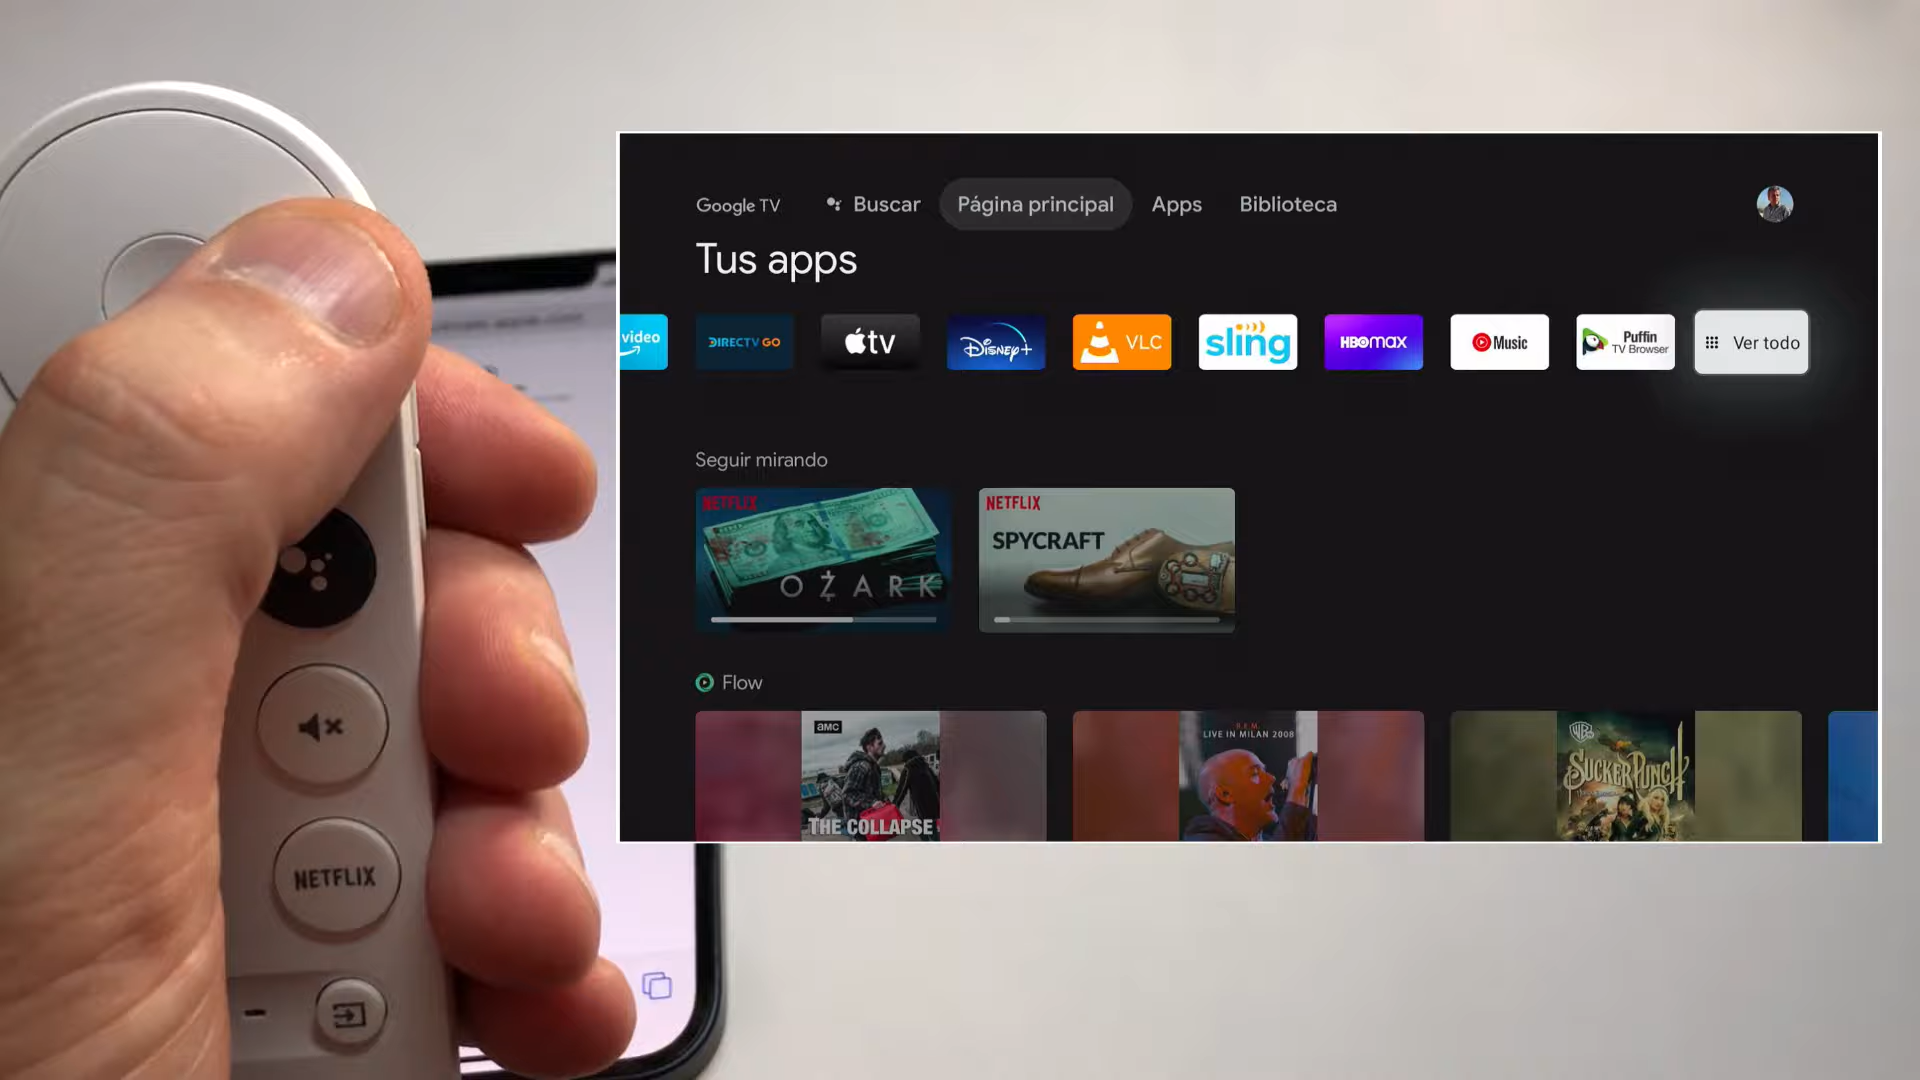 Google TV
Buscar
Página principal
Apps
Biblioteca
Tus apps
video
DIRECTV GO
tv
Disney+
VLC
sling
HBOMAX
Music
Puffin
TV Browser
Ver todo
Seguir mirando
NETFLIX
OZARK
NETFLIX
SPYCRAFT
Flow
aMC
THE COLLAPSE
R.E.M.
LIVE IN MILAN 2008
WB
SUCKER PUNCH
NETFLIX